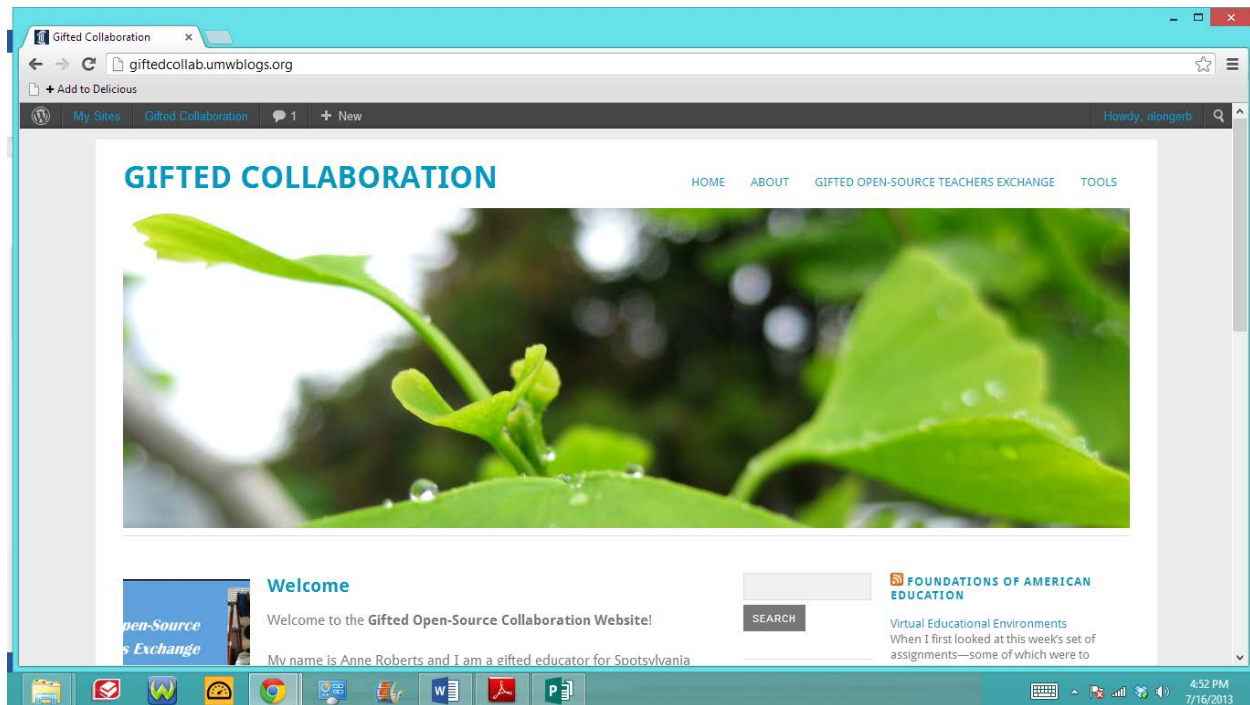 Gifted Collaboration
giftedcollab.umwblogs.org
+ Add to Delicious
My Sites Gifted Collaboration 1 + New Howdy, alongerb
GIFTED COLLABORATION
HOME ABOUT GIFTED OPEN-SOURCE TEACHERS EXCHANGE TOOLS
pen-Source
s Exchange
Welcome
Welcome to the Gifted Open-Source Collaboration Website!
My name is Anne Roberts and I am a gifted educator for Spotsylvania
SEARCH
FOUNDATIONS OF AMERICAN
EDUCATION
Virtual Educational Environments
When I first looked at this week's set of
assignments—some of which were to
4:52 PM
7/16/2013